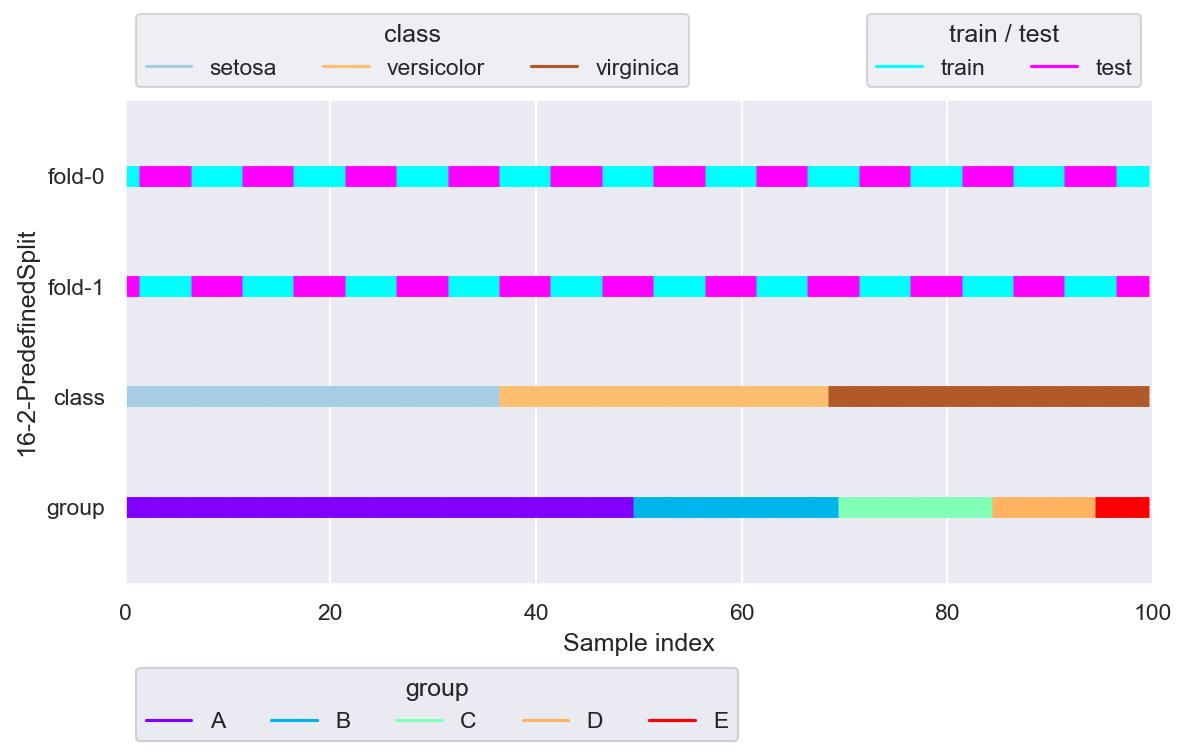 class
setosa versicolor virginica
train / test
train test
16-2-PredefinedSplit
fold-0
fold-1
class
group
0 20 40 60 80 100
Sample index
group
A B C D E